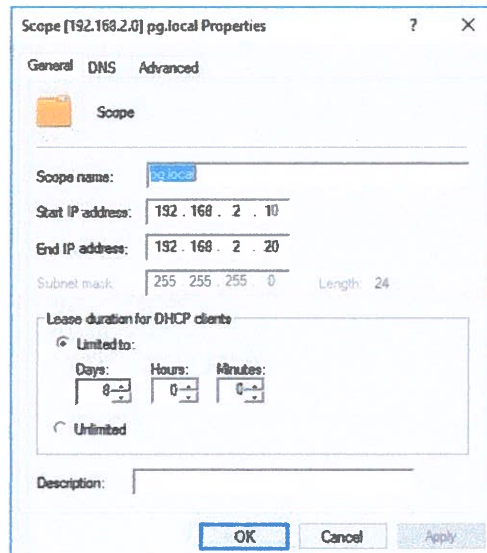 Scope [192.168.2.0] pg.local Properties ? ×
General DNS Advanced
Scope
Scope name: pg.local
Start IP address: 192 . 168 . 2 . 10
End IP address: 192 . 168 . 2 . 20
Subnet mask: 255 . 255 . 255 . 0 Length: 24
Lease duration for DHCP clients
Limited to:
Days: Hours: Minutes:
8 0 0
Unlimited
Description:
OK Cancel Apply